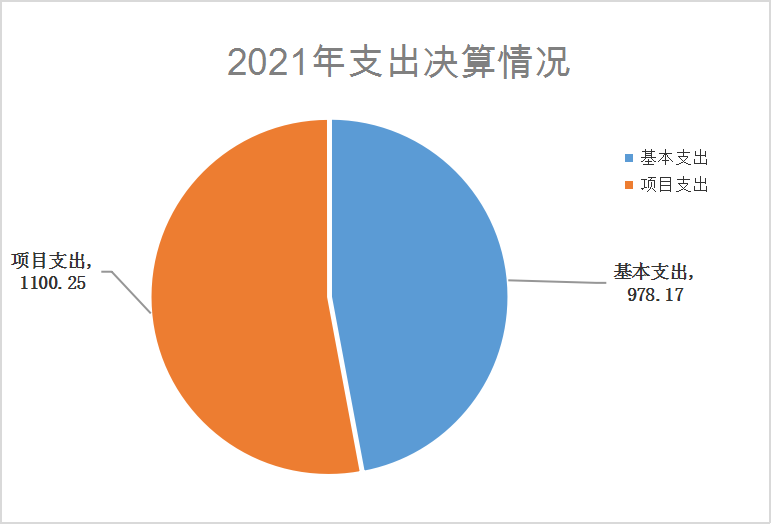 2021年支出决算情况
基本支出
项目支出
项目支出,
1100.25
基本支出,
978.17